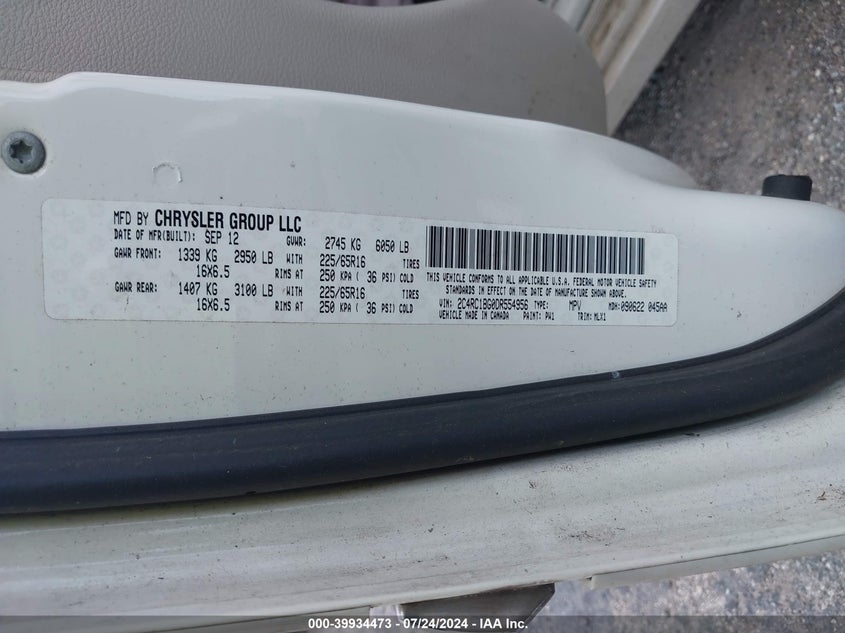 MFD BY CHRYSLER GROUP LLC
DATE OF MFR(BUILT): SEP 12 GVWR: 2745 KG 6050 LB
GAWR FRONT: 1339 KG 2950 LB WITH 225/65R16 TIRES
16X6.5 RIMS AT 250 KPA ( 36 PSI) COLD
GAWR REAR: 1407 KG 3100 LB WITH 225/65R16 TIRES
16X6.5 RIMS AT 250 KPA ( 36 PSI) COLD
THIS VEHICLE CONFORMS TO ALL APPLICABLE U.S.A. FEDERAL MOTOR VEHICLE SAFETY
STANDARDS IN EFFECT ON THE DATE OF MANUFACTURE SHOWN ABOVE.
VIN: 2C4RC1BG0DR554956 TYPE: MPV MDH: 090622 045AA
VEHICLE MADE IN CANADA PAINT: PW1 TRIM: MLX1
000-39934473 - 07/24/2024 - IAA Inc.